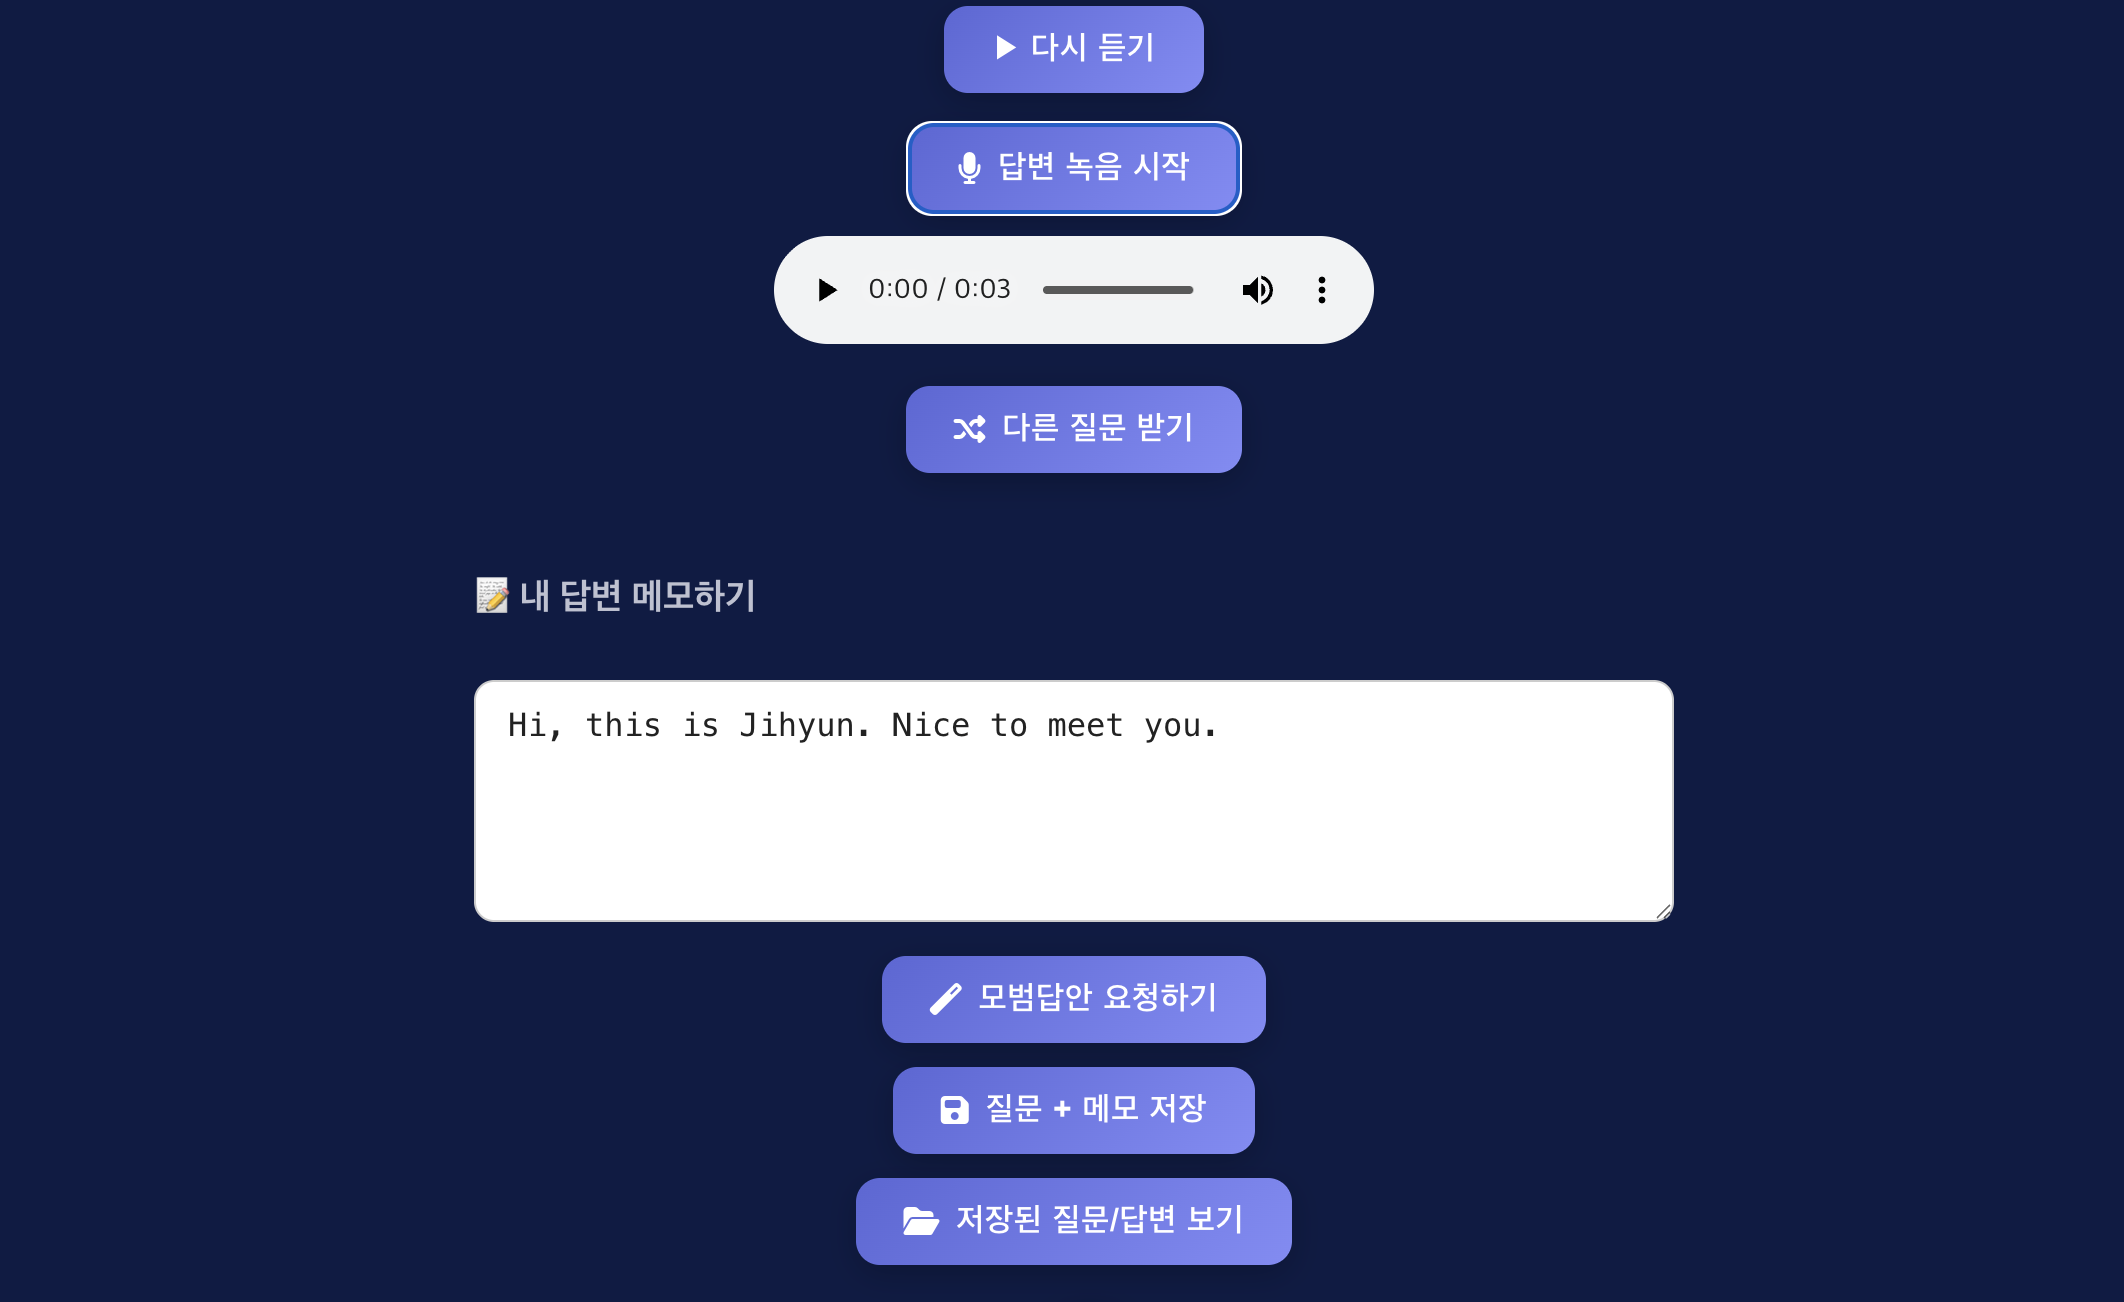 다시 듣기
답변 녹음 시작
0:00 / 0:03
다른 질문 받기
📝 내 답변 메모하기
Hi, this is Jihyun. Nice to meet you.
모범답안 요청하기
질문 + 메모 저장
저장된 질문/답변 보기